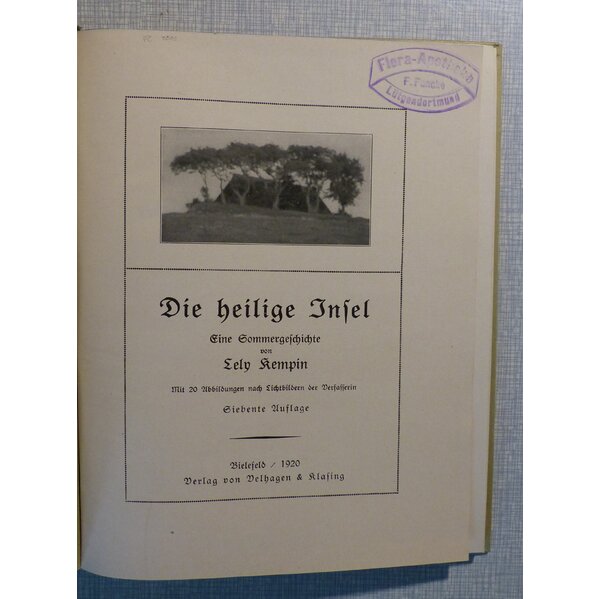 Flora-Apotheke
F. Funcke
Lütgendortmund
Die heilige Insel
Eine Sommergeschichte
von
Lely Kempin
Mit 20 Abbildungen nach Lichtbildern der Verfasserin
Siebente Auflage
Bielefeld / 1920
Verlag von Velhagen & Klasing